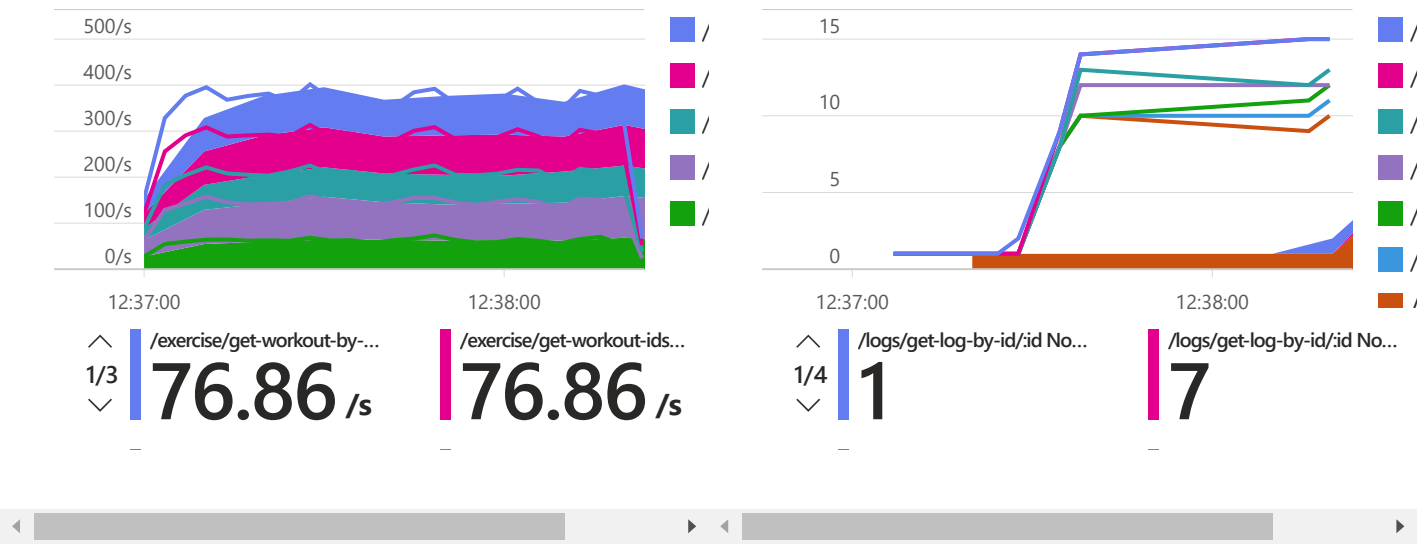 500/s
400/s
300/s
200/s
100/s
0/s
12:37:00
12:38:00
/
/
/
/
/
1/3
/exercise/get-workout-by-...
76.86 /s
/exercise/get-workout-ids...
76.86 /s
15
10
5
0
12:37:00
12:38:00
/
/
/
/
/
/
/
1/4
/logs/get-log-by-id/:id No...
1
/logs/get-log-by-id/:id No...
7